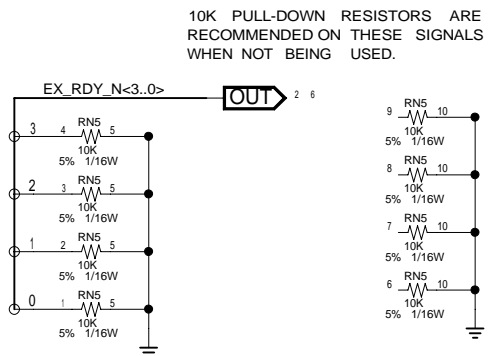 10K PULL-DOWN RESISTORS ARE
RECOMMENDED ON THESE SIGNALS
WHEN NOT BEING USED.
EX_RDY_N<3..0>
OUT 2 6
3 4 RN5 5
10K
5% 1/16W
2 3 RN5 5
10K
5% 1/16W
1 2 RN5 5
10K
5% 1/16W
0 1 RN5 5
10K
5% 1/16W
9 RN5 10
10K
5% 1/16W
8 RN5 10
10K
5% 1/16W
7 RN5 10
10K
5% 1/16W
6 RN5 10
10K
5% 1/16W